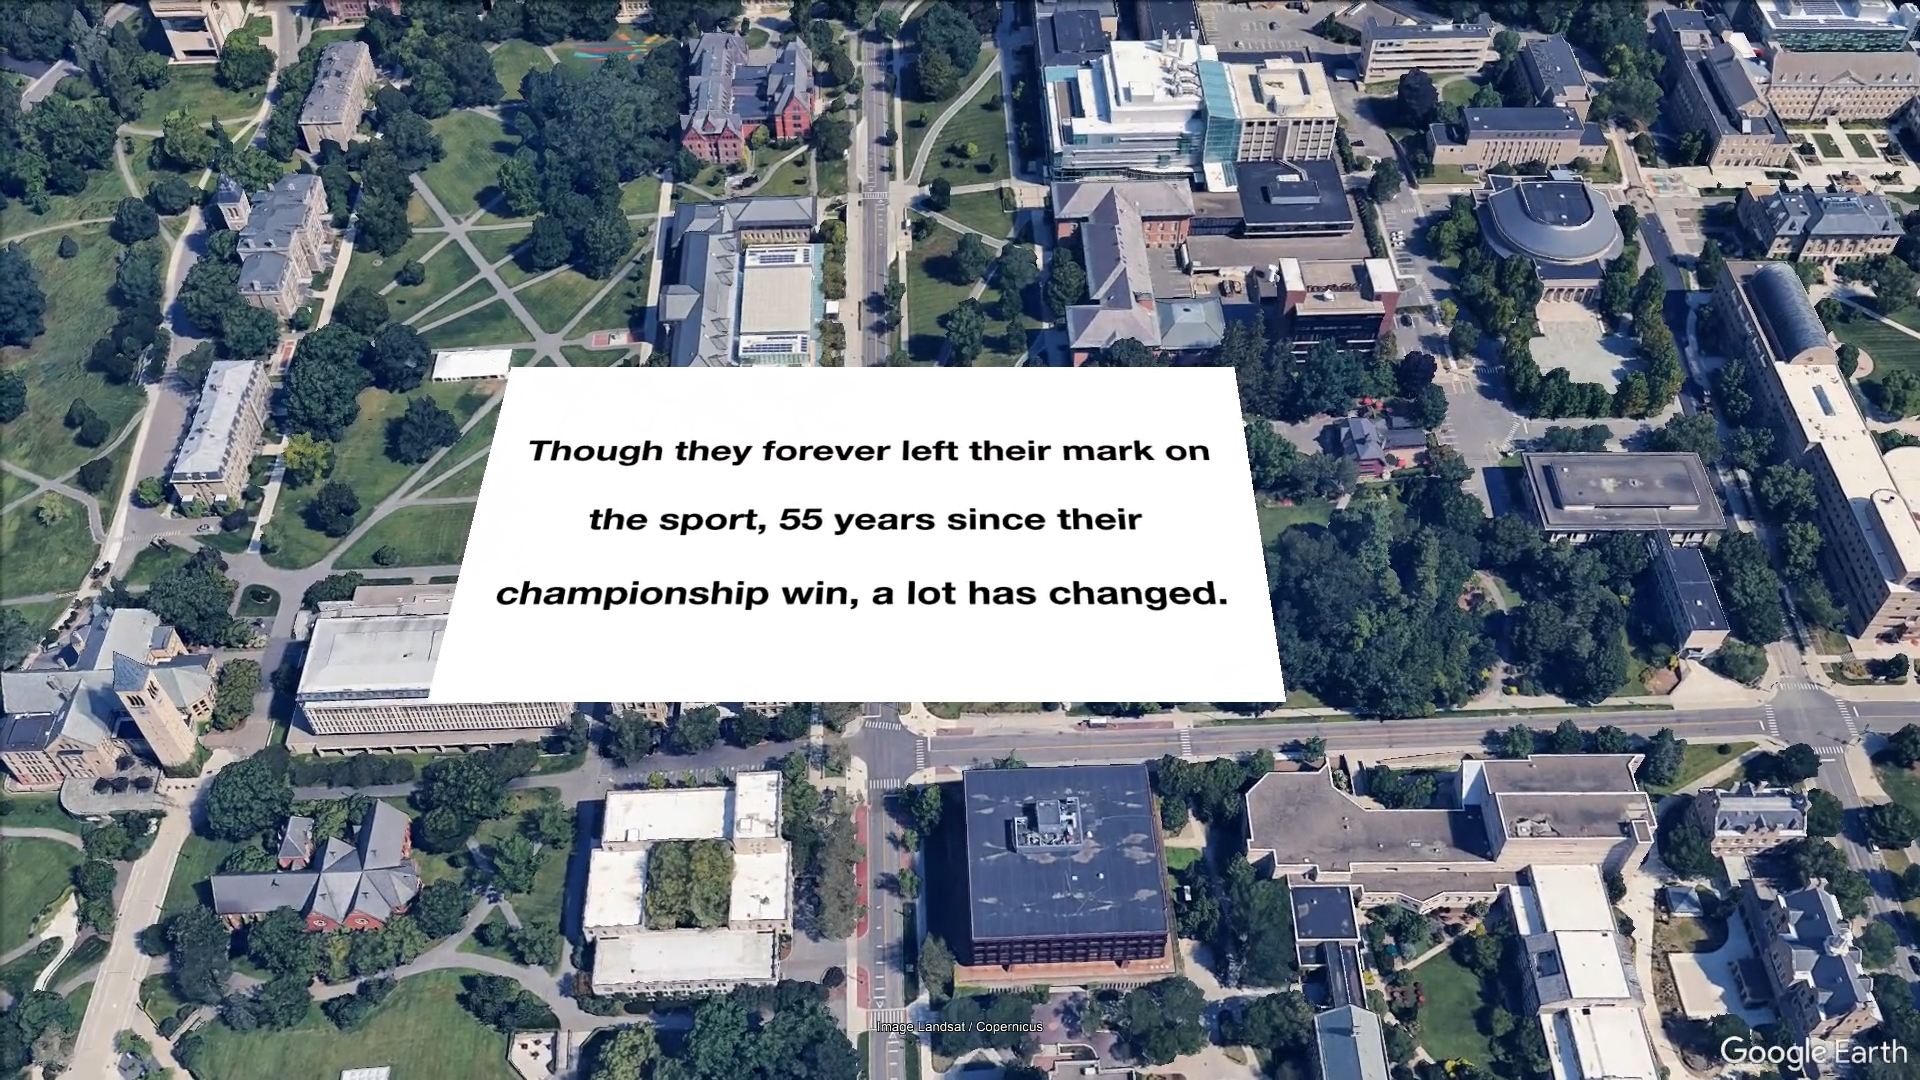 Though they forever left their mark on
the sport, 55 years since their
championship win, a lot has changed.
Image Landsat / Copernicus
Google Earth